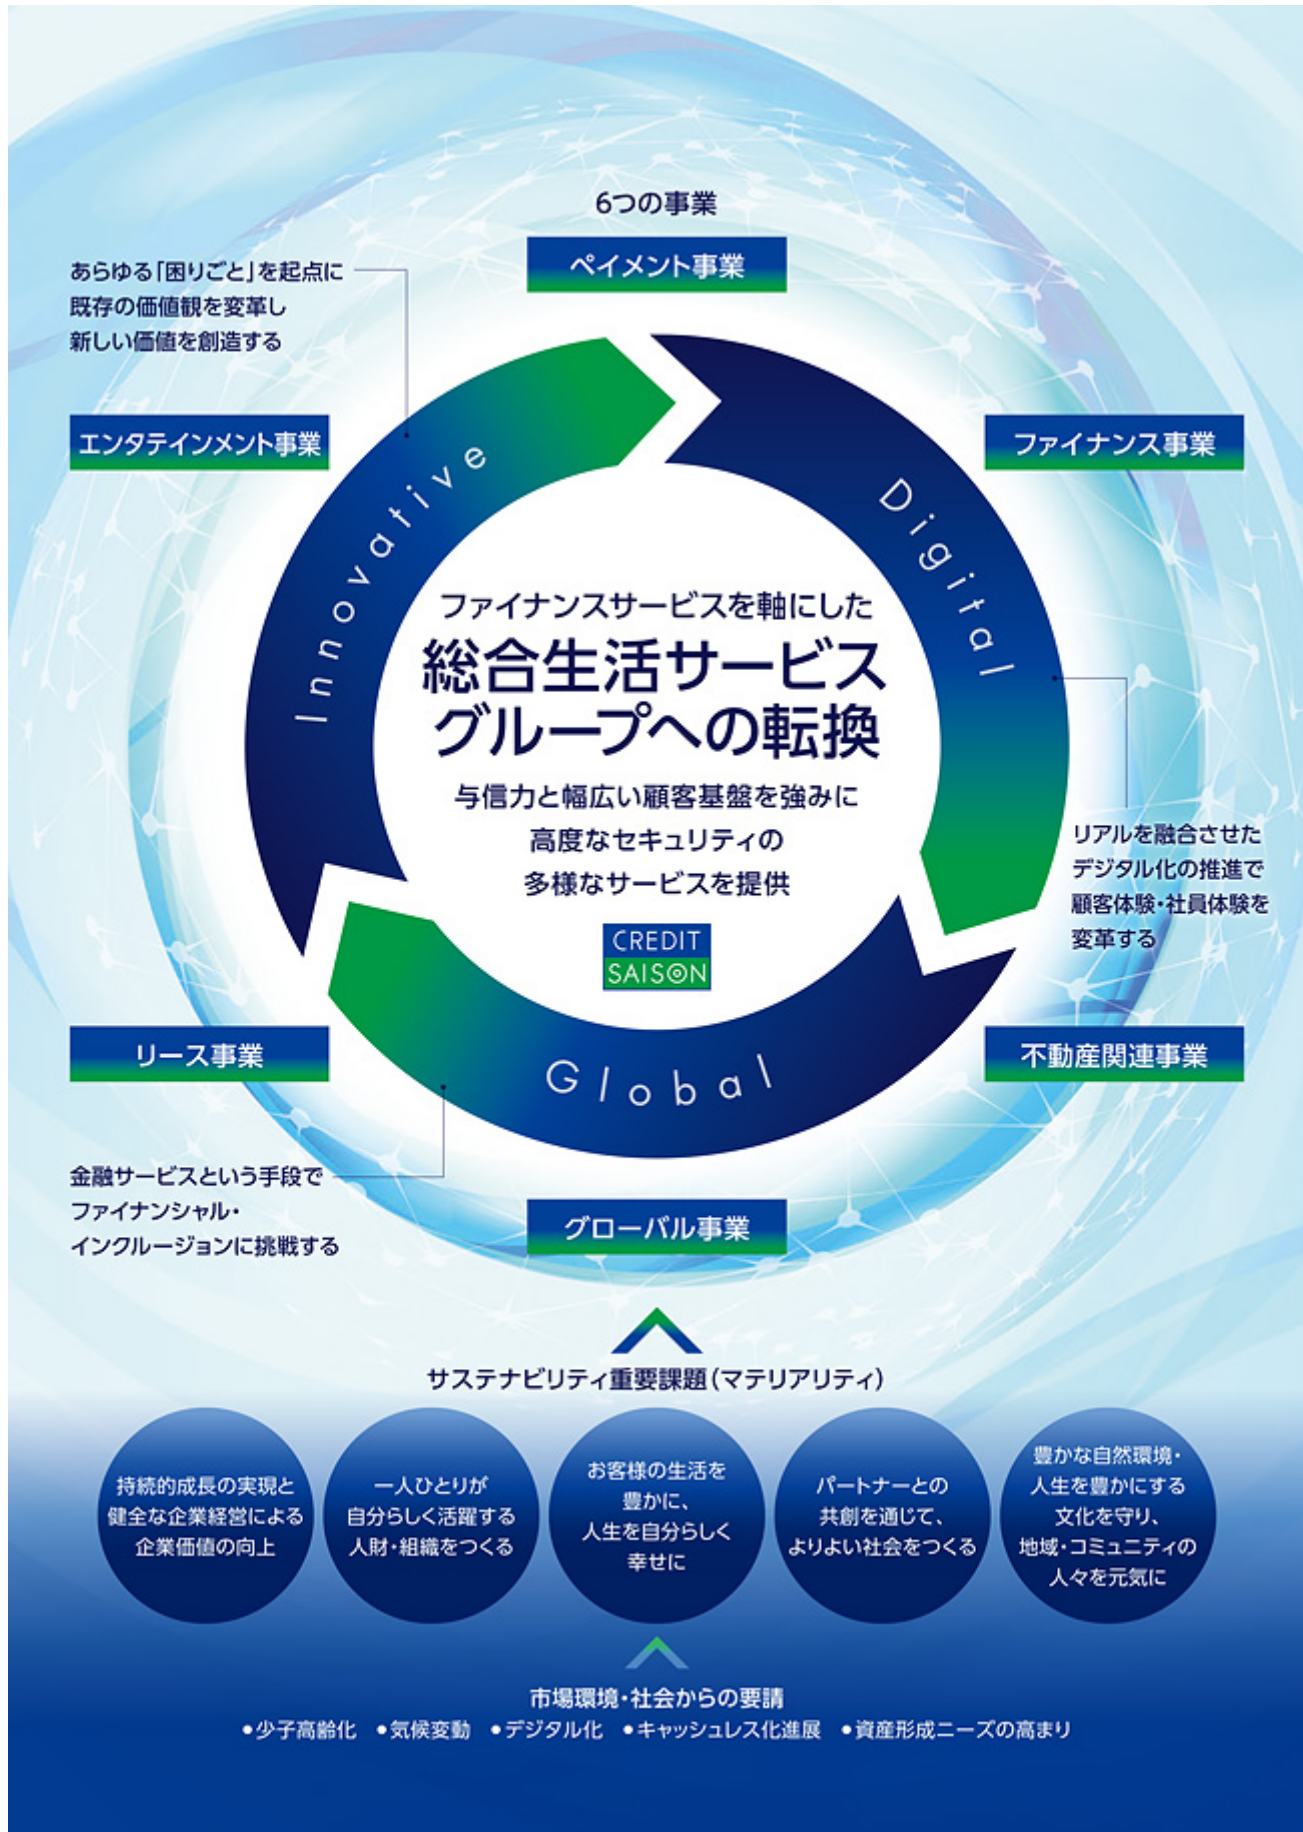 6つの事業
ペイメント事業
あらゆる「困りごと」を起点に
既存の価値観を変革し
新しい価値を創造する
エンタテインメント事業
ファイナンス事業
Innovative
Digital
ファイナンスサービスを軸にした
総合生活サービス
グループへの転換
与信力と幅広い顧客基盤を強みに
高度なセキュリティの
多様なサービスを提供
CREDIT
SAISON
リアルを融合させた
デジタル化の推進で
顧客体験・社員体験を
変革する
リース事業
不動産関連事業
Global
金融サービスという手段で
ファイナンシャル・
インクルージョンに挑戦する
グローバル事業
サステナビリティ重要課題(マテリアリティ)
持続的成長の実現と
健全な企業経営による
企業価値の向上
一人ひとりが
自分らしく活躍する
人財・組織をつくる
お客様の生活を
豊かに、
人生を自分らしく
幸せに
パートナーとの
共創を通じて、
よりよい社会をつくる
豊かな自然環境・
人生を豊かにする
文化を守り、
地域・コミュニティの
人々を元気に
市場環境・社会からの要請
●少子高齢化 ●気候変動 ●デジタル化 ●キャッシュレス化進展 ●資産形成ニーズの高まり